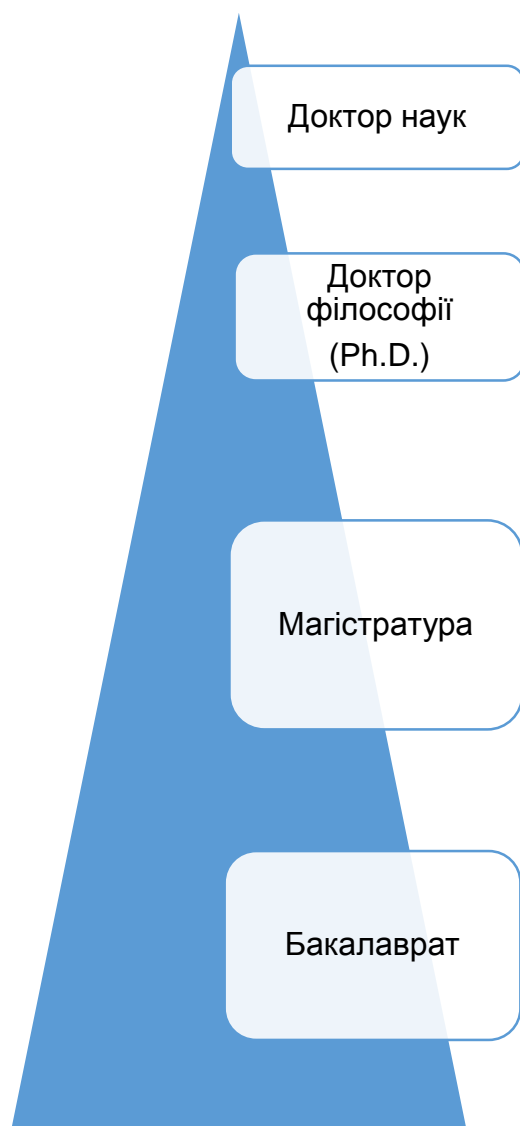 Доктор наук
Доктор
філософії
(Ph.D.)
Магістратура
Бакалаврат